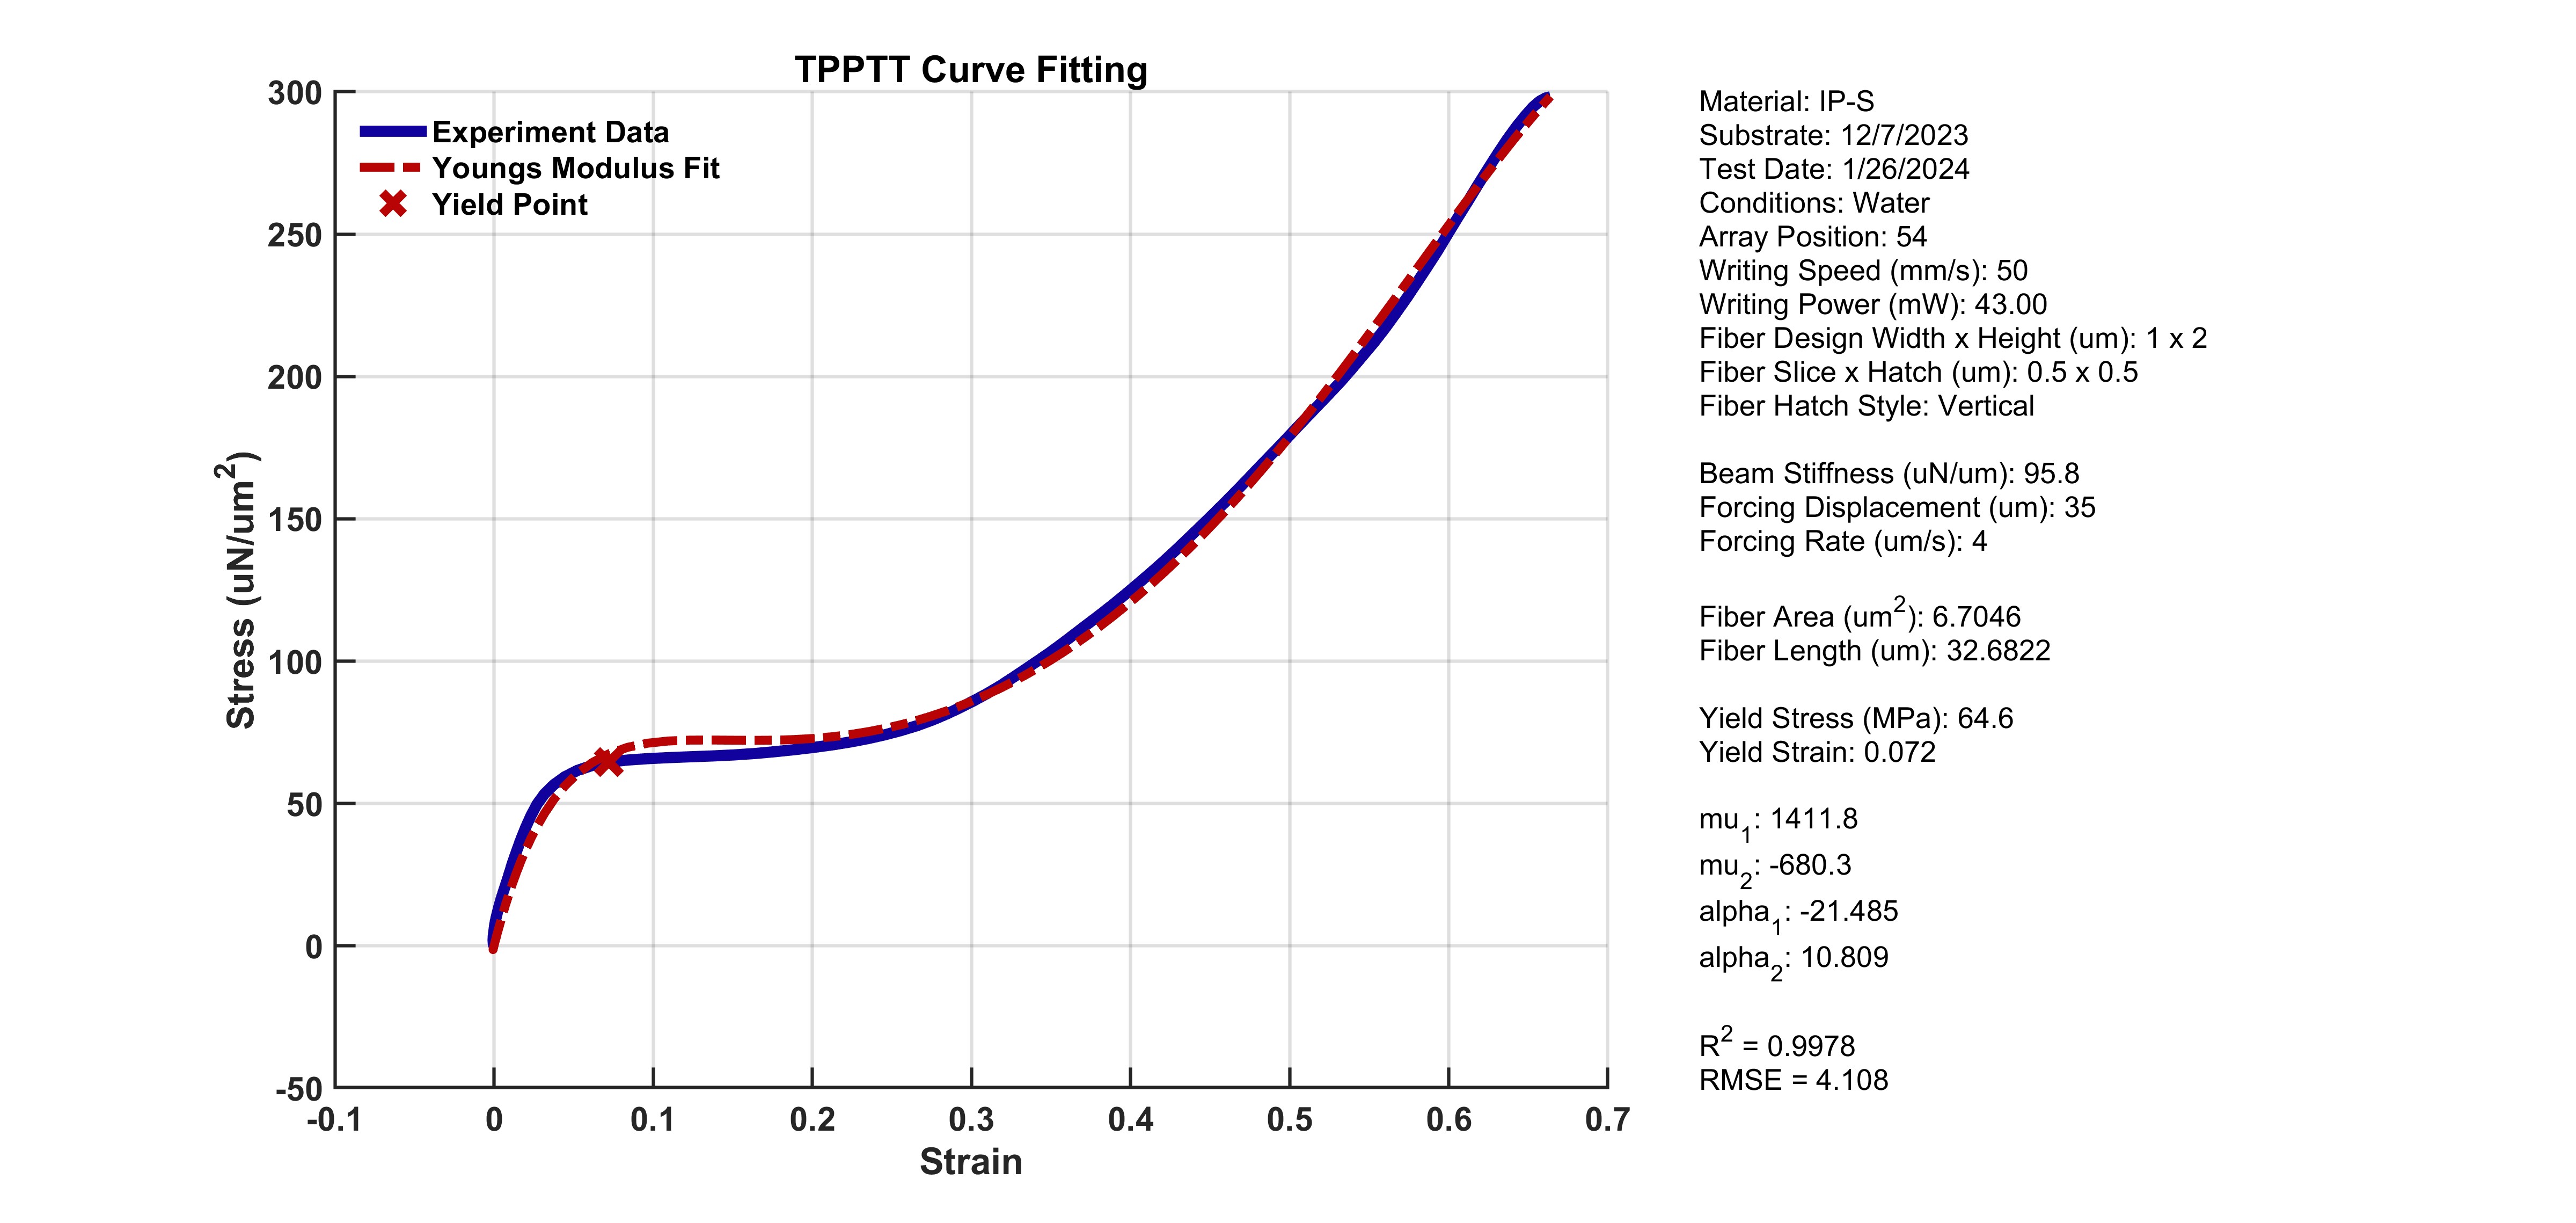 TPPTT Curve Fitting
300
250
200
150
100
50
0
-50
Stress (uN/um²)
Experiment Data
Youngs Modulus Fit
Yield Point
-0.1 0 0.1 0.2 0.3 0.4 0.5 0.6 0.7
Strain
Material: IP-S
Substrate: 12/7/2023
Test Date: 1/26/2024
Conditions: Water
Array Position: 54
Writing Speed (mm/s): 50
Writing Power (mW): 43.00
Fiber Design Width x Height (um): 1 x 2
Fiber Slice x Hatch (um): 0.5 x 0.5
Fiber Hatch Style: Vertical
Beam Stiffness (uN/um): 95.8
Forcing Displacement (um): 35
Forcing Rate (um/s): 4
Fiber Area (um²): 6.7046
Fiber Length (um): 32.6822
Yield Stress (MPa): 64.6
Yield Strain: 0.072
mu₁: 1411.8
mu₂: -680.3
alpha₁: -21.485
alpha₂: 10.809
R² = 0.9978
RMSE = 4.108